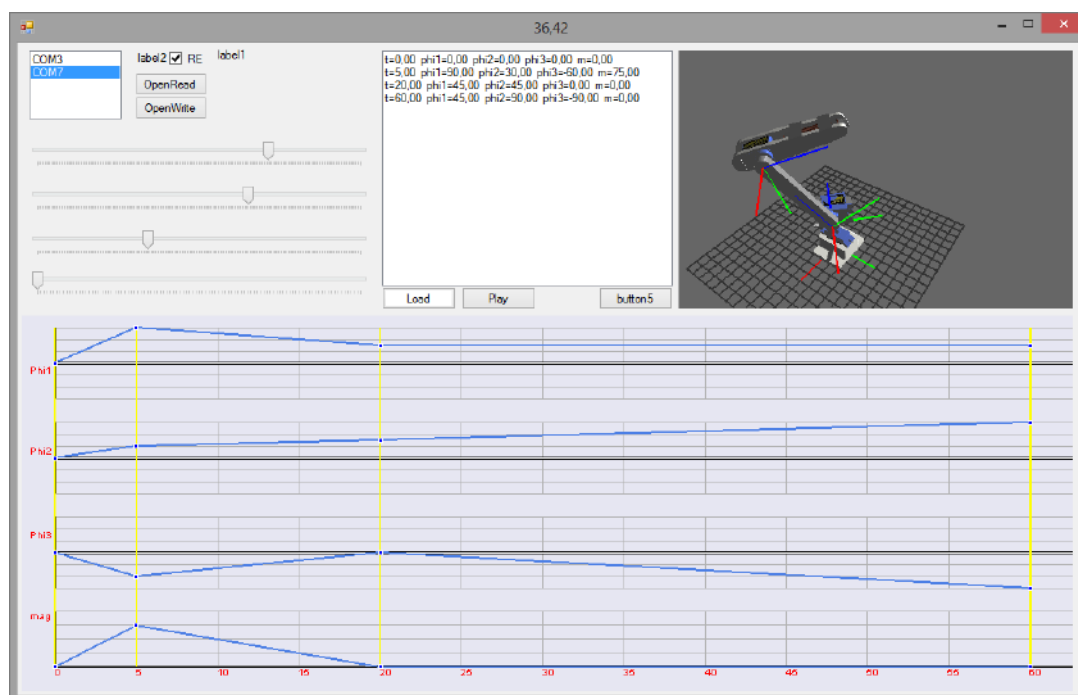 36,42
COM3
COM7
label2 RE label1
OpenRead
OpenWrite
t=0,00 phi1=0,00 phi2=0,00 phi3=0,00 m=0,00
t=5,00 phi1=90,00 phi2=30,00 phi3=-60,00 m=75,00
t=20,00 phi1=45,00 phi2=45,00 phi3=0,00 m=0,00
t=60,00 phi1=45,00 phi2=90,00 phi3=-90,00 m=0,00
Load Play button5
Phi1
Phi2
Phi3
mag
0 5 10 15 20 25 30 35 40 45 50 55 60